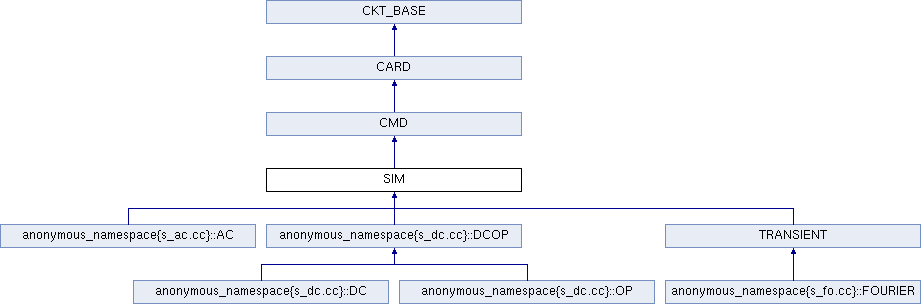 CKT_BASE
CARD
CMD
SIM
anonymous_namespace{s_ac.cc}::AC
anonymous_namespace{s_dc.cc}::DCOP
TRANSIENT
anonymous_namespace{s_dc.cc}::DC
anonymous_namespace{s_dc.cc}::OP
anonymous_namespace{s_fo.cc}::FOURIER